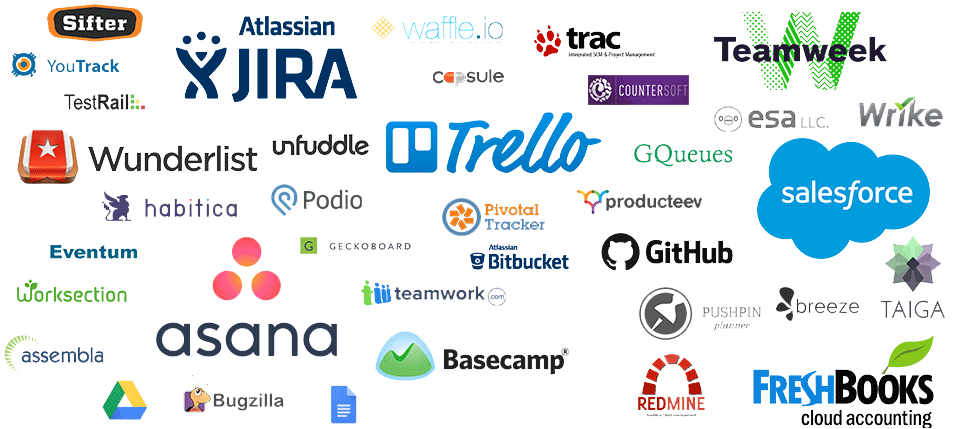 Sifter
Atlassian
JIRA
waffle.io
trac
Integrated SCM & Project Management
Teamweek
YouTrack
capsule
COUNTERSOFT
TestRail
esa LLC.
Wrike
Wunderlist
unfuddle
Trello
GQueues
salesforce
habitica
Podio
Pivotal
Tracker
producteev
Eventum
G
GECKOBOARD
Atlassian
Bitbucket
GitHub
Worksection
teamwork.com
PUSHPIN
planner
breeze
TAIGA
assembla
asana
Basecamp®
Bugzilla
REDMINE
FRESHBOOKS
cloud accounting